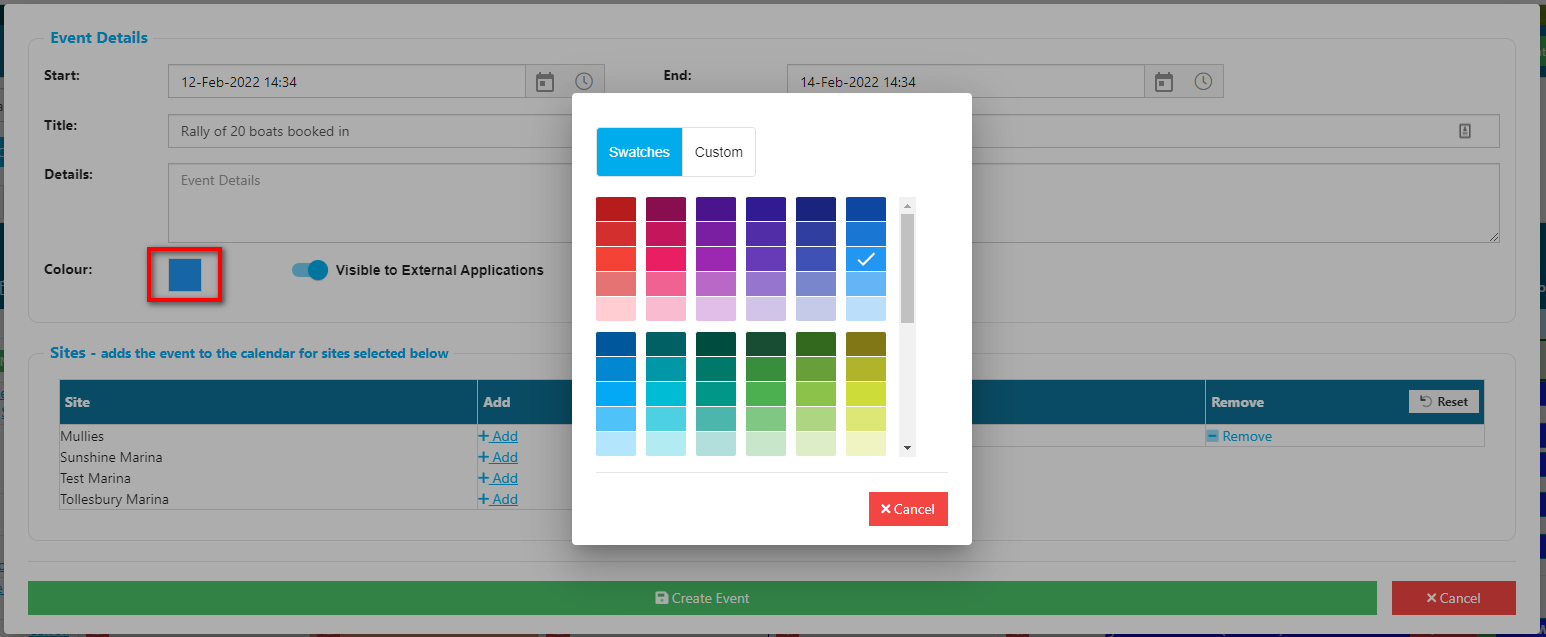 Event Details
Start:
12-Feb-2022 14:34
End:
14-Feb-2022 14:34
Title:
Rally of 20 boats booked in
Details:
Event Details
Colour:
Visible to External Applications
Swatches
Custom
Cancel
Sites - adds the event to the calendar for sites selected below
Site Add Remove Reset
Mullies Add Remove
Sunshine Marina Add
Test Marina Add
Tollesbury Marina Add
Create Event
Cancel